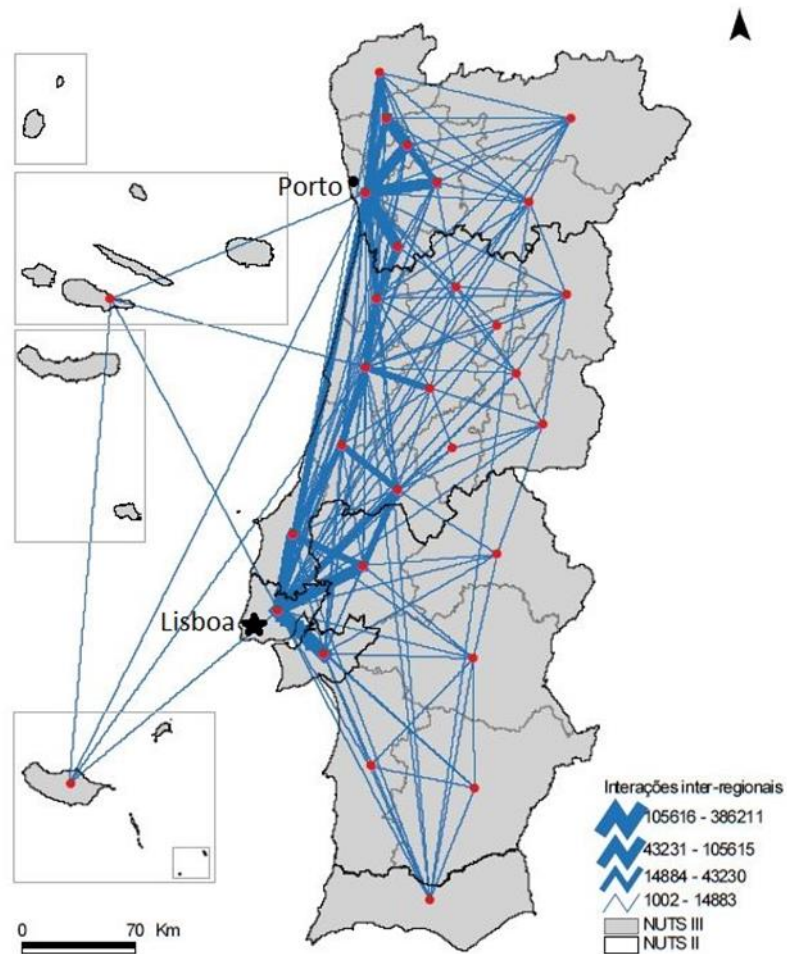 Porto
Lisboa
Interações inter-regionais
105616 - 386211
43231 - 105615
14884 - 43230
1002 - 14883
NUTS III
NUTS II
0 70 Km